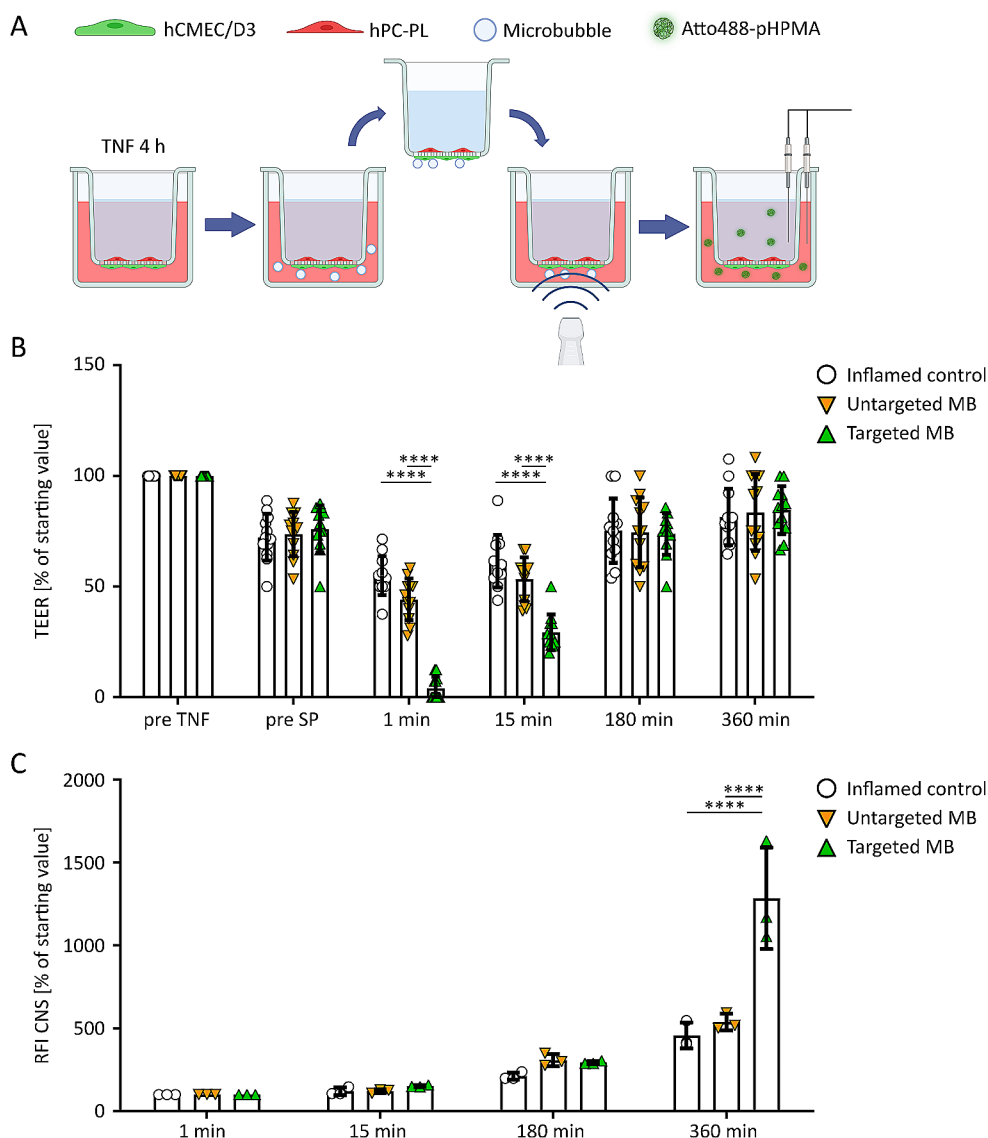 A
hCMEC/D3
hPC-PL
Microbubble
Atto488-pHPMA
TNF 4 h
B
TEER [% of starting value]
150
100
50
0
**** 
****
****
****
pre TNF
pre SP
1 min
15 min
180 min
360 min
Inflamed control
Untargeted MB
Targeted MB
C
RFI CNS [% of starting value]
2000
1500
1000
500
0
****
****
1 min
15 min
180 min
360 min
Inflamed control
Untargeted MB
Targeted MB